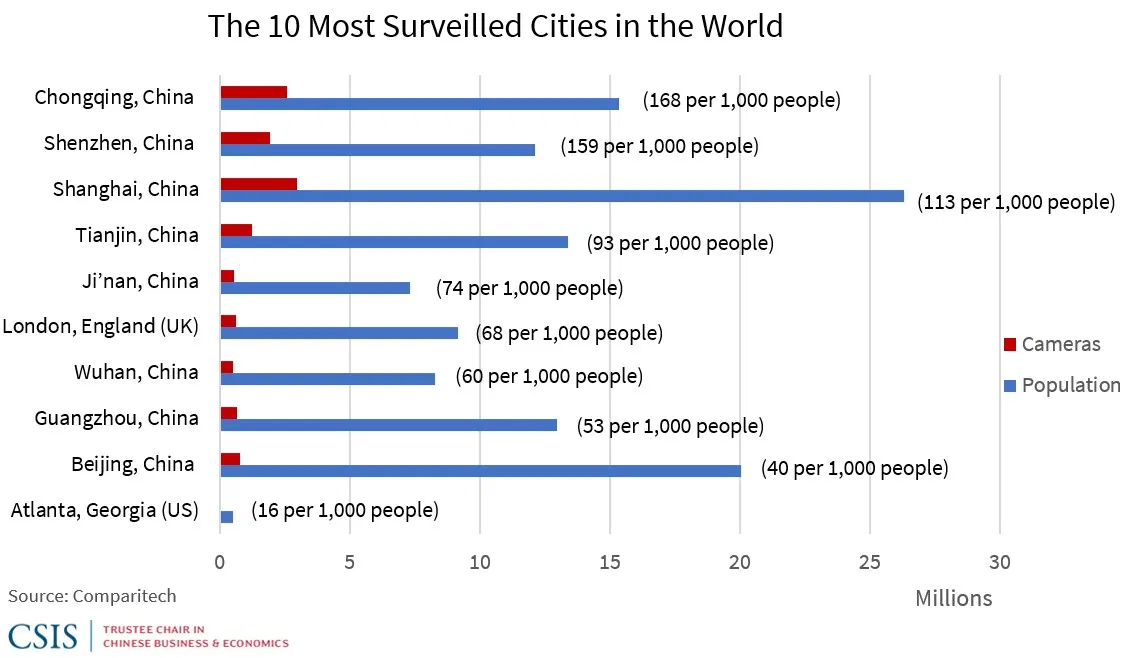 The 10 Most Surveilled Cities in the World
Chongqing, China
(168 per 1,000 people)
Shenzhen, China
(159 per 1,000 people)
Shanghai, China
(113 per 1,000 people)
Tianjin, China
(93 per 1,000 people)
Ji’nan, China
(74 per 1,000 people)
London, England (UK)
(68 per 1,000 people)
Cameras
Wuhan, China
(60 per 1,000 people)
Population
Guangzhou, China
(53 per 1,000 people)
Beijing, China
(40 per 1,000 people)
Atlanta, Georgia (US)
(16 per 1,000 people)
0 5 10 15 20 25 30
Source: Comparitech
Millions
CSIS
TRUSTEE CHAIR IN
CHINESE BUSINESS & ECONOMICS